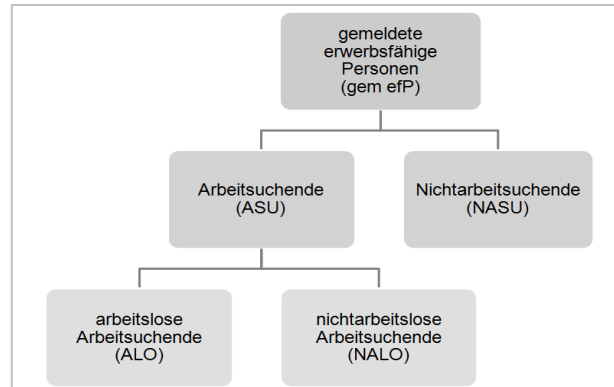 gemeldete
erwerbsfähige
Personen
(gem efP)
Arbeitsuchende
(ASU)
Nichtarbeitsuchende
(NASU)
arbeitslose
Arbeitsuchende
(ALO)
nichtarbeitslose
Arbeitsuchende
(NALO)